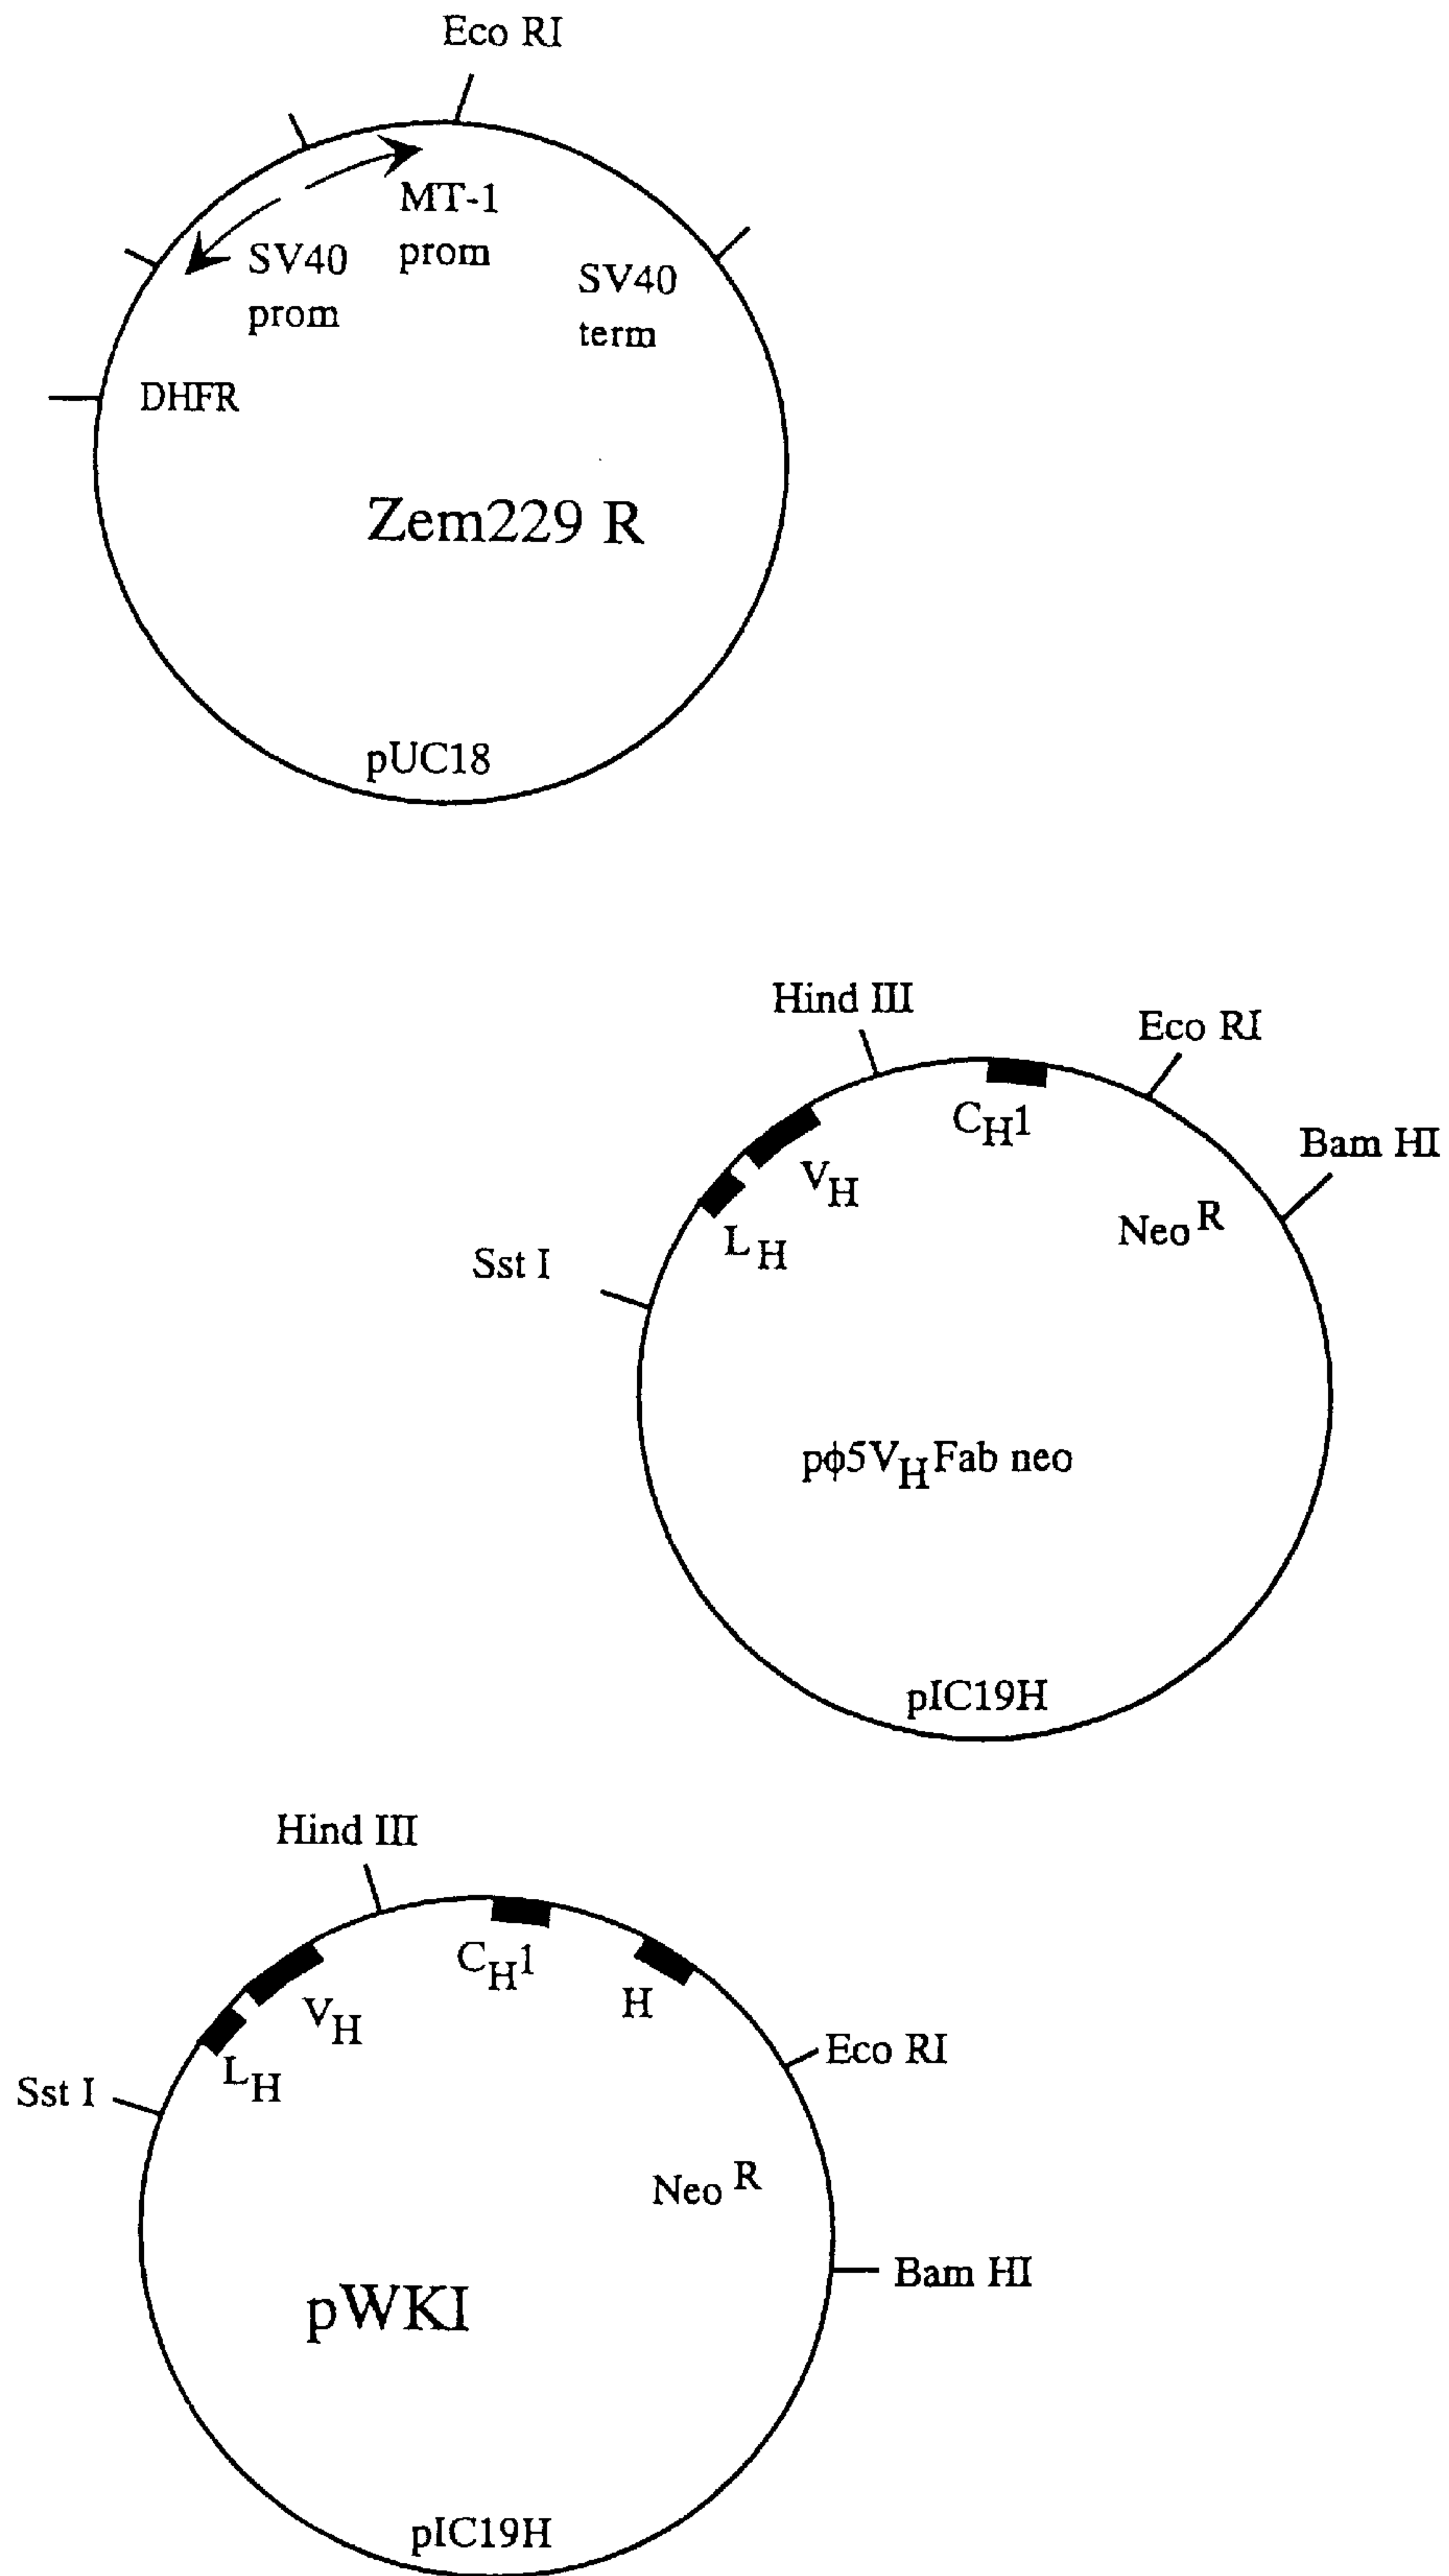 Eco RI
MT-1
prom
SV40
prom
SV40
term
DHFR
Zem229 R
pUC18
Hind III
Eco RI
CH1
Bam HI
VH
NeoR
LH
Sst I
pϕ5VHFab neo
pIC19H
Hind III
CH1
H
VH
Eco RI
LH
Sst I
NeoR
Bam HI
pWKI
pIC19H